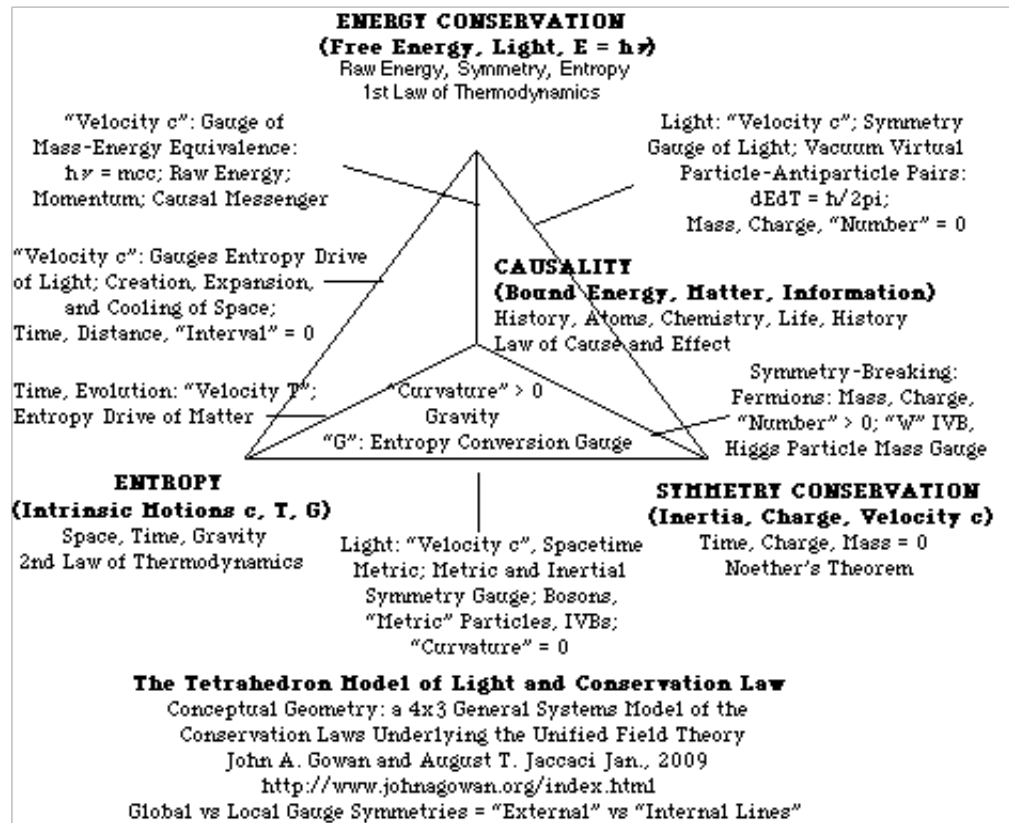 ENERGY CONSERVATION
(Free Energy, Light, E = hν)
Raw Energy, Symmetry, Entropy
1st Law of Thermodynamics
“Velocity c”: Gauge of
Mass-Energy Equivalence:
hν = mcc; Raw Energy;
Momentum; Causal Messenger
Light: “Velocity c”; Symmetry
Gauge of Light; Vacuum Virtual
Particle-Antiparticle Pairs:
dEdT = h/2pi;
Mass, Charge, “Number” = 0
“Velocity c”: Gauges Entropy Drive
of Light; Creation, Expansion,
and Cooling of Space;
Time, Distance, “Interval” = 0
CAUSALITY
(Bound Energy, Matter, Information)
History, Atoms, Chemistry, Life, History
Law of Cause and Effect
Time, Evolution: “Velocity T”;
Entropy Drive of Matter
“Curvature” > 0
Gravity
“G”: Entropy Conversion Gauge
Symmetry-Breaking:
Fermions: Mass, Charge,
“Number” > 0; “W” IVB,
Higgs Particle Mass Gauge
ENTROPY
(Intrinsic Motions c, T, G)
Space, Time, Gravity
2nd Law of Thermodynamics
Light: “Velocity c”, Spacetime
Metric; Metric and Inertial
Symmetry Gauge; Bosons,
“Metric” Particles, IVBs;
“Curvature” = 0
SYMMETRY CONSERVATION
(Inertia, Charge, Velocity c)
Time, Charge, Mass = 0
Noether’s Theorem
The Tetrahedron Model of Light and Conservation Law
Conceptual Geometry: a 4x3 General Systems Model of the
Conservation Laws Underlying the Unified Field Theory
John A. Gowan and August T. Jaccaci Jan., 2009
http://www.johnagowan.org/index.html
Global vs Local Gauge Symmetries = “External” vs “Internal Lines”